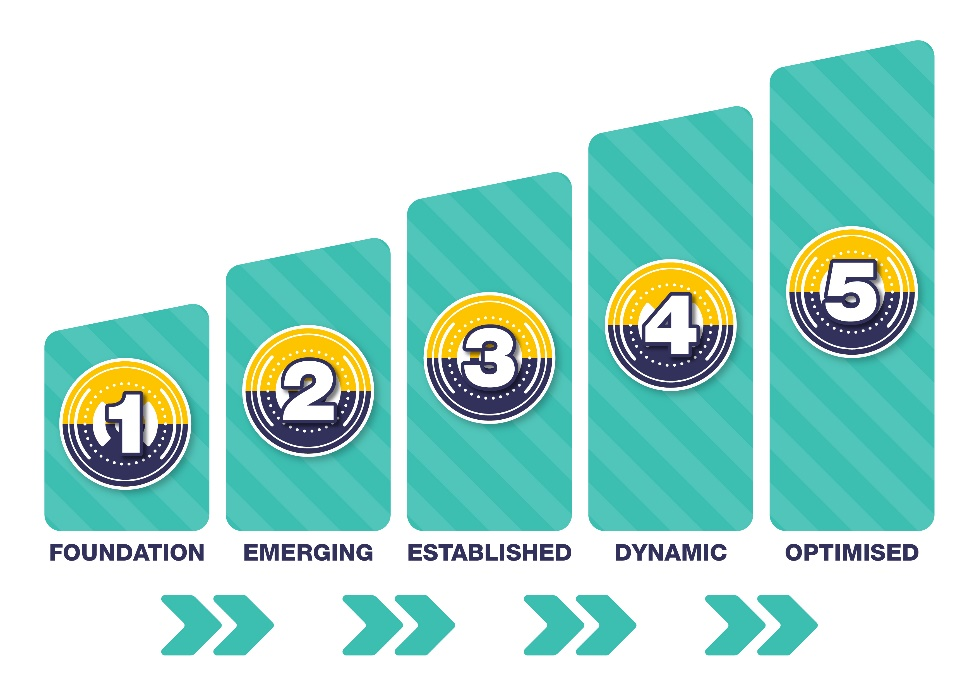 1
2
3
4
5
FOUNDATION
EMERGING
ESTABLISHED
DYNAMIC
OPTIMISED